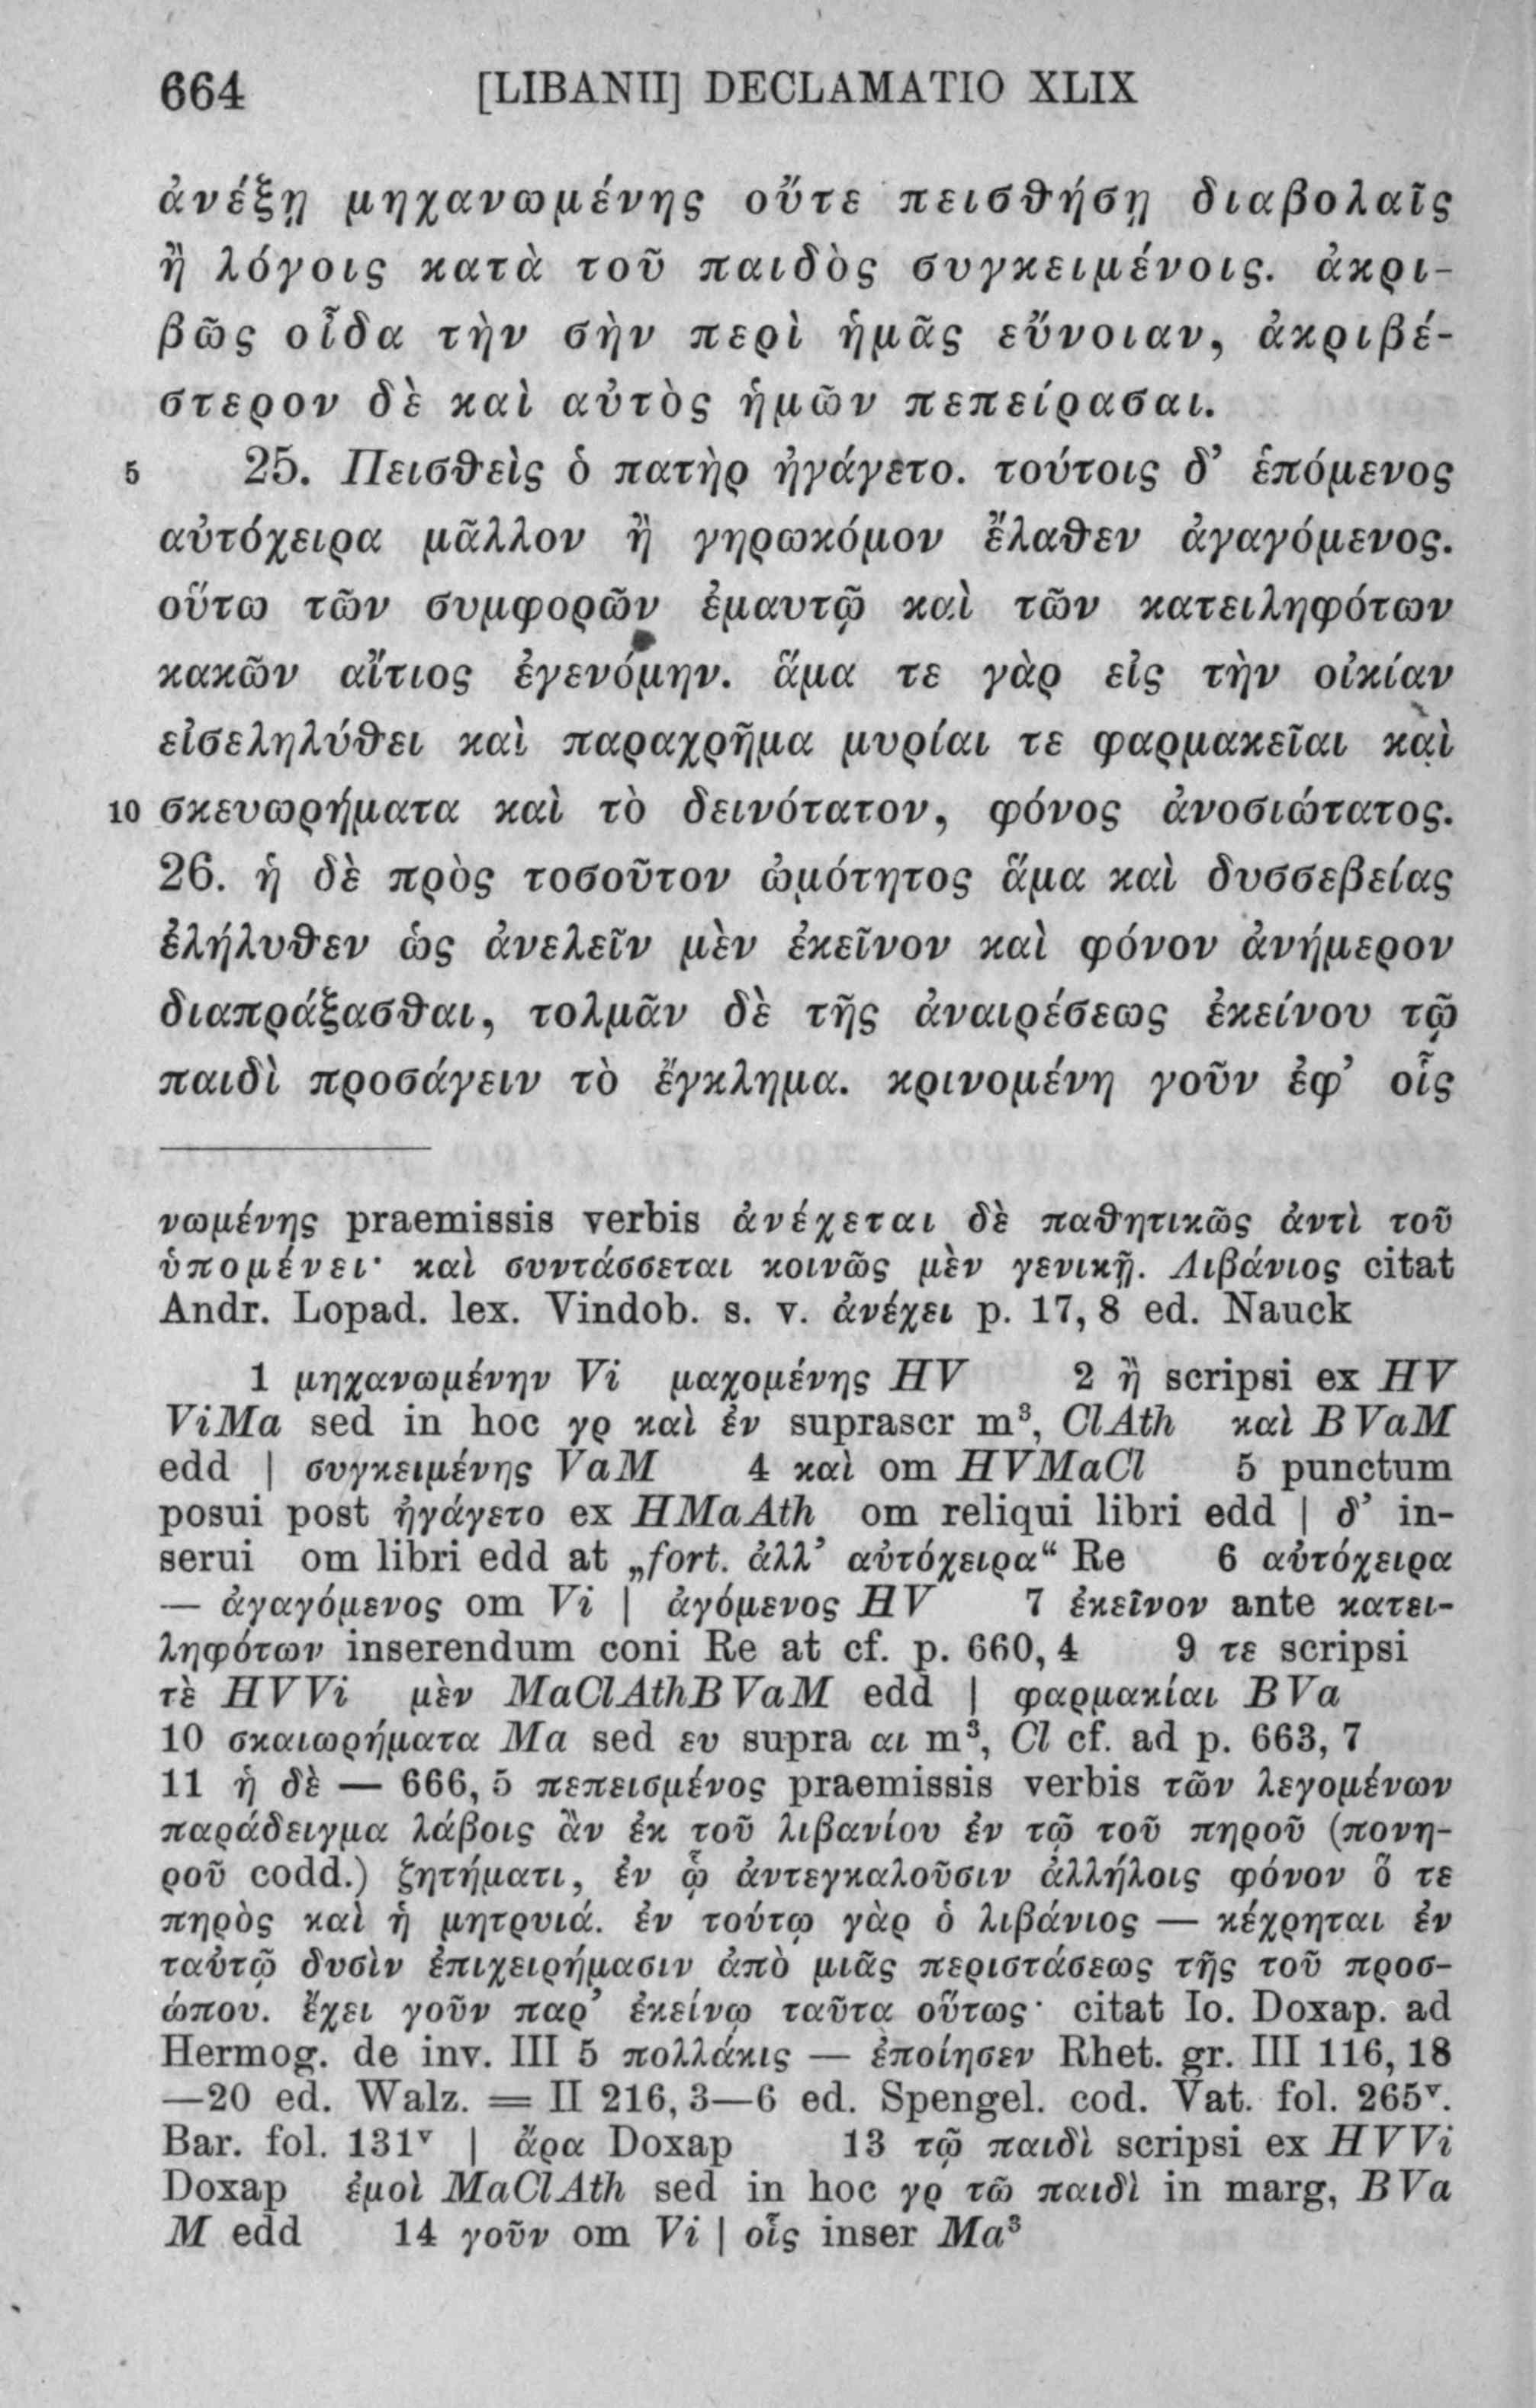 664 [LIBANII] DECLAMATIO XLIX
ἀνέξῃ μηχανωμένης οὔτε πεισθήσῃ διαβολαῖς
ἢ λόγοις κατὰ τοῦ παιδὸς συγκειμένοις. ἀκρι-
βῶς οἶδα τὴν σὴν περὶ ἡμᾶς εὔνοιαν, ἀκριβέ-
στερον δὲ καὶ αὐτὸς ἡμῶν πεπείρασαι.
5 25. Πεισθεὶς ὁ πατὴρ ἠγάγετο. τούτοις δ’ ἑπόμενος
αὐτόχειρα μᾶλλον ἢ γηρωκόμον ἔλαθεν ἀγαγόμενος.
οὕτω τῶν συμφορῶν ἐμαυτῷ καὶ τῶν κατειληφότων
κακῶν αἴτιος ἐγενόμην. ἅμα τε γὰρ εἰς τὴν οἰκίαν
εἰσεληλύθει καὶ παραχρῆμα μυρίαι τε φαρμακεῖαι καὶ
10 σκευωρήματα καὶ τὸ δεινότατον, φόνος ἀνοσιώτατος.
26. ἡ δὲ πρὸς τοσοῦτον ὠμότητος ἅμα καὶ δυσσεβείας
ἐλήλυθεν ὡς ἀνελεῖν μὲν ἐκεῖνον καὶ φόνον ἀνήμερον
διαπράξασθαι, τολμᾶν δὲ τῆς ἀναιρέσεως ἐκείνου τῷ
παιδὶ προσάγειν τὸ ἔγκλημα. κρινομένη γοῦν ἐφ’ οἷς
νωμένης praemissis verbis ἀνέχεται δὲ παθητικῶς ἀντὶ τοῦ
ὑπομένει· καὶ συντάσσεται κοινῶς μὲν γενικῇ. Λιβάνιος citat
Andr. Lopad. lex. Vindob. s. v. ἀνέχει p. 17, 8 ed. Nauck
1 μηχανωμένην Vi μαχομένης HV 2 ἢ scripsi ex HV
ViMa sed in hoc γρ καὶ ἐν suprascr m³, ClAth καὶ BVaM
edd | συγκειμένης VaM 4 καὶ om HVMaCl 5 punctum
posui post ἠγάγετο ex HMaAth om reliqui libri edd | δ’ in-
serui om libri edd at „fort. ἀλλ’ αὐτόχειρα“ Re 6 αὐτόχειρα
— ἀγαγόμενος om Vi | ἀγόμενος HV 7 ἐκεῖνον ante κατει-
ληφότων inserendum coni Re at cf. p. 660, 4 9 τε scripsi
τὲ HVVi μὲν MaClAthBVaM edd | φαρμακίαι BVa
10 σκαιωρήματα Ma sed ευ supra αι m³, Cl cf. ad p. 663, 7
11 ἡ δὲ — 666, 5 πεπεισμένος praemissis verbis τῶν λεγομένων
παράδειγμα λάβοις ἂν ἐκ τοῦ λιβανίου ἐν τῷ τοῦ πηροῦ (πονη-
ροῦ codd.) ζητήματι, ἐν ᾧ ἀντεγκαλοῦσιν ἀλλήλοις φόνον ὅ τε
πηρὸς καὶ ἡ μητρυιά. ἐν τούτῳ γὰρ ὁ λιβάνιος — κέχρηται ἐν
ταὐτῷ δυσὶν ἐπιχειρήμασιν ἀπὸ μιᾶς περιστάσεως τῆς τοῦ προσ-
ώπου. ἔχει γοῦν παρ’ ἐκείνῳ ταῦτα οὕτως· citat Io. Doxap. ad
Hermog. de inv. III 5 πολλάκις — ἐποίησεν Rhet. gr. III 116, 18
—20 ed. Walz. = II 216, 3—6 ed. Spengel. cod. Vat. fol. 265ᵛ.
Bar. fol. 131ᵛ | ἄρα Doxap 13 τῷ παιδὶ scripsi ex HVVi
Doxap ἐμοὶ MaClAth sed in hoc γρ τῶ παιδὶ in marg, BVa
M edd 14 γοῦν om Vi | οἷς inser Ma³